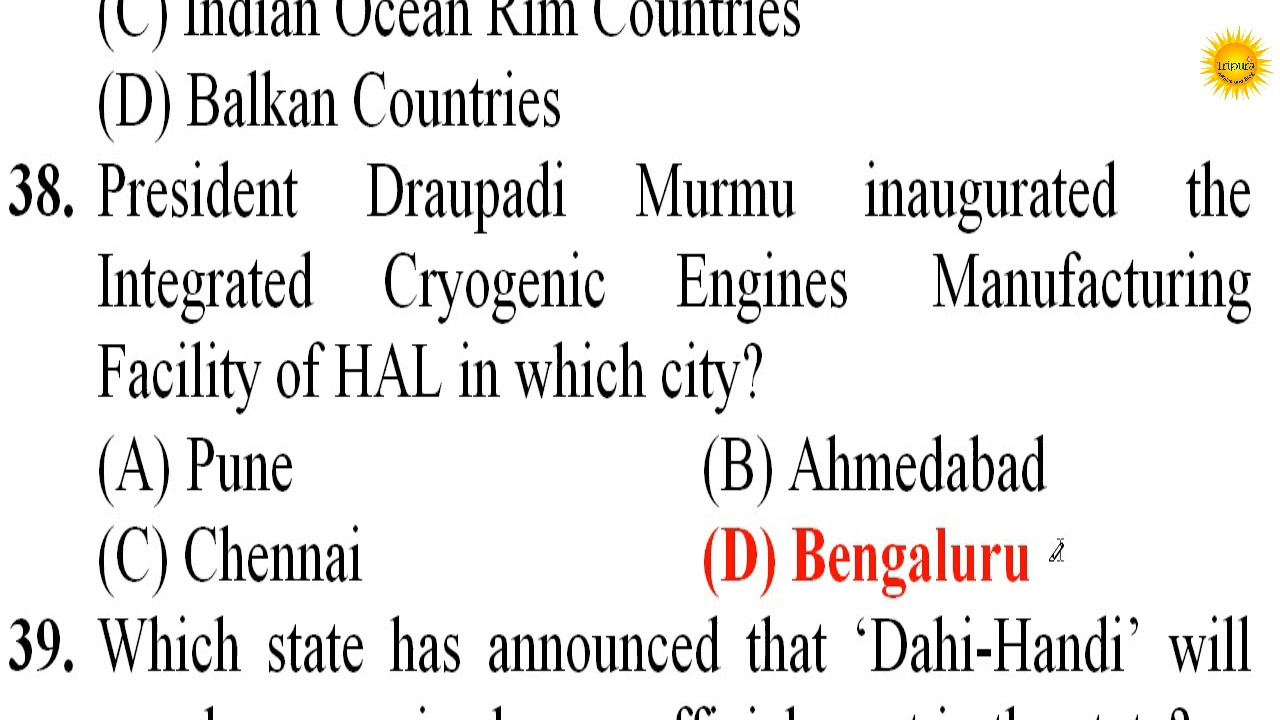 (C) Indian Ocean Rim Countries
(D) Balkan Countries
38. President Draupadi Murmu inaugurated the
Integrated Cryogenic Engines Manufacturing
Facility of HAL in which city?
(A) Pune (B) Ahmedabad
(C) Chennai (D) Bengaluru
39. Which state has announced that ‘Dahi-Handi’ will
Tripura